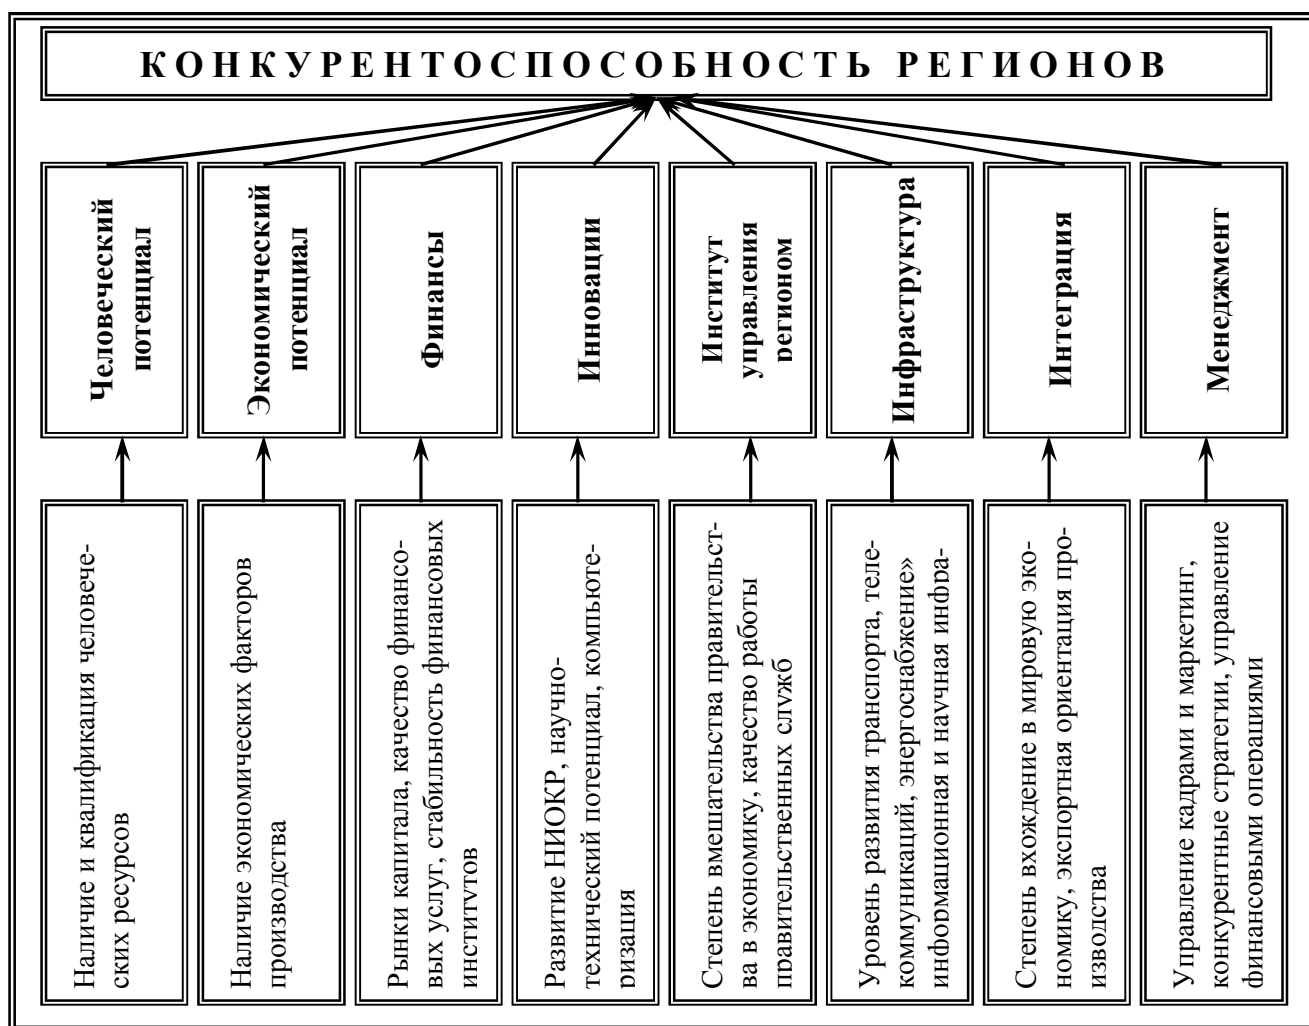 КОНКУРЕНТОСПОСОБНОСТЬ РЕГИОНОВ
Человеческий
потенциал
Экономический
потенциал
Финансы
Инновации
Институт
управления
регионом
Инфраструктура
Интеграция
Менеджмент
Наличие и квалификация человече-
ских ресурсов
Наличие экономических факторов
производства
Рынки капитала, качество финансо-
вых услуг, стабильность финансовых
институтов
Развитие НИОКР, научно-
технический потенциал, компьюте-
ризация
Степень вмешательства правительст-
ва в экономику, качество работы
правительственных служб
Уровень развития транспорта, теле-
коммуникаций, энергоснабжение»
информационная и научная инфра-
Степень вхождение в мировую эко-
номику, экспортная ориентация про-
изводства
Управление кадрами и маркетинг,
конкурентные стратегии, управление
финансовыми операциями